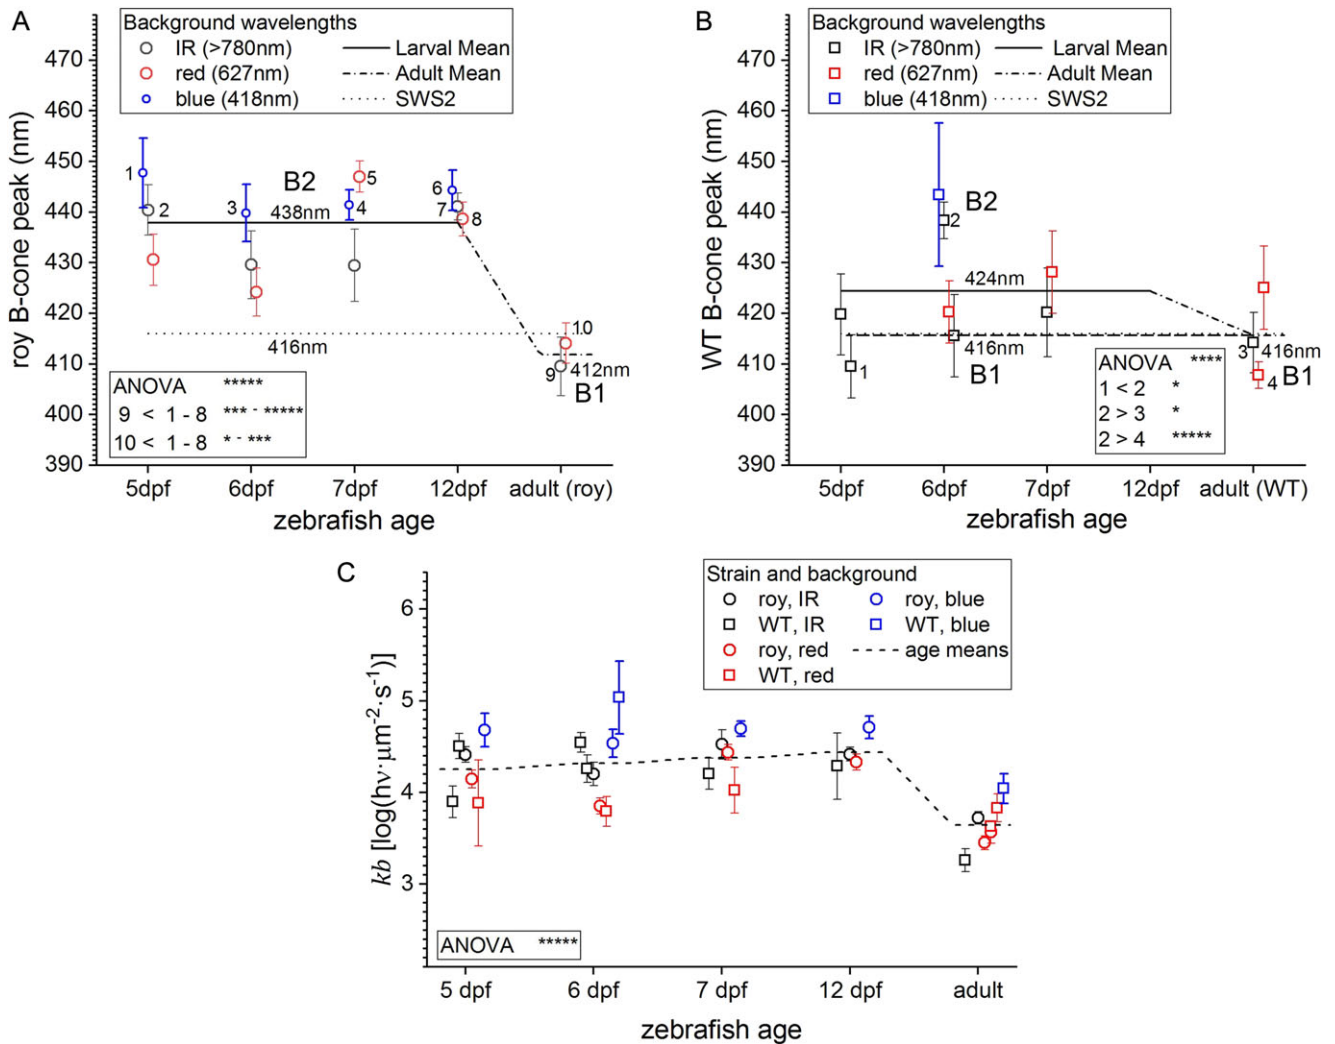 A
Background wavelengths
IR (>780nm)
Larval Mean
red (627nm)
Adult Mean
blue (418nm)
SWS2
roy B-cone peak (nm)
470
460
450
440
430
420
410
400
390
1
2
3
B2
438nm
4
5
6
7
8
416nm
10
9
412nm
B1
ANOVA *****
9 < 1 - 8 *** - *****
10 < 1 - 8 * - ***
5dpf 6dpf 7dpf 12dpf adult (roy)
zebrafish age
B
Background wavelengths
IR (>780nm)
Larval Mean
red (627nm)
Adult Mean
blue (418nm)
SWS2
WT B-cone peak (nm)
470
460
450
440
430
420
410
400
390
B2
2
424nm
1
416nm
B1
3
416nm
4
B1
ANOVA ****
1 < 2 *
2 > 3 *
2 > 4 *****
5dpf 6dpf 7dpf 12dpf adult (WT)
zebrafish age
C
Strain and background
roy, IR
roy, blue
WT, IR
WT, blue
roy, red
age means
WT, red
kb [log(hν·μm⁻²·s⁻¹)]
6
5
4
3
ANOVA *****
5 dpf 6 dpf 7 dpf 12 dpf adult
zebrafish age